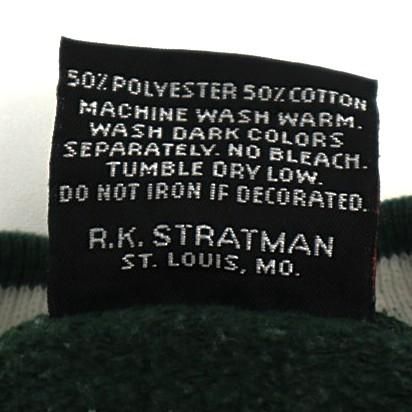 50% POLYESTER 50% COTTON
MACHINE WASH WARM.
WASH DARK COLORS
SEPARATELY. NO BLEACH.
TUMBLE DRY LOW.
DO NOT IRON IF DECORATED.
R.K. STRATMAN
ST. LOUIS, MO.